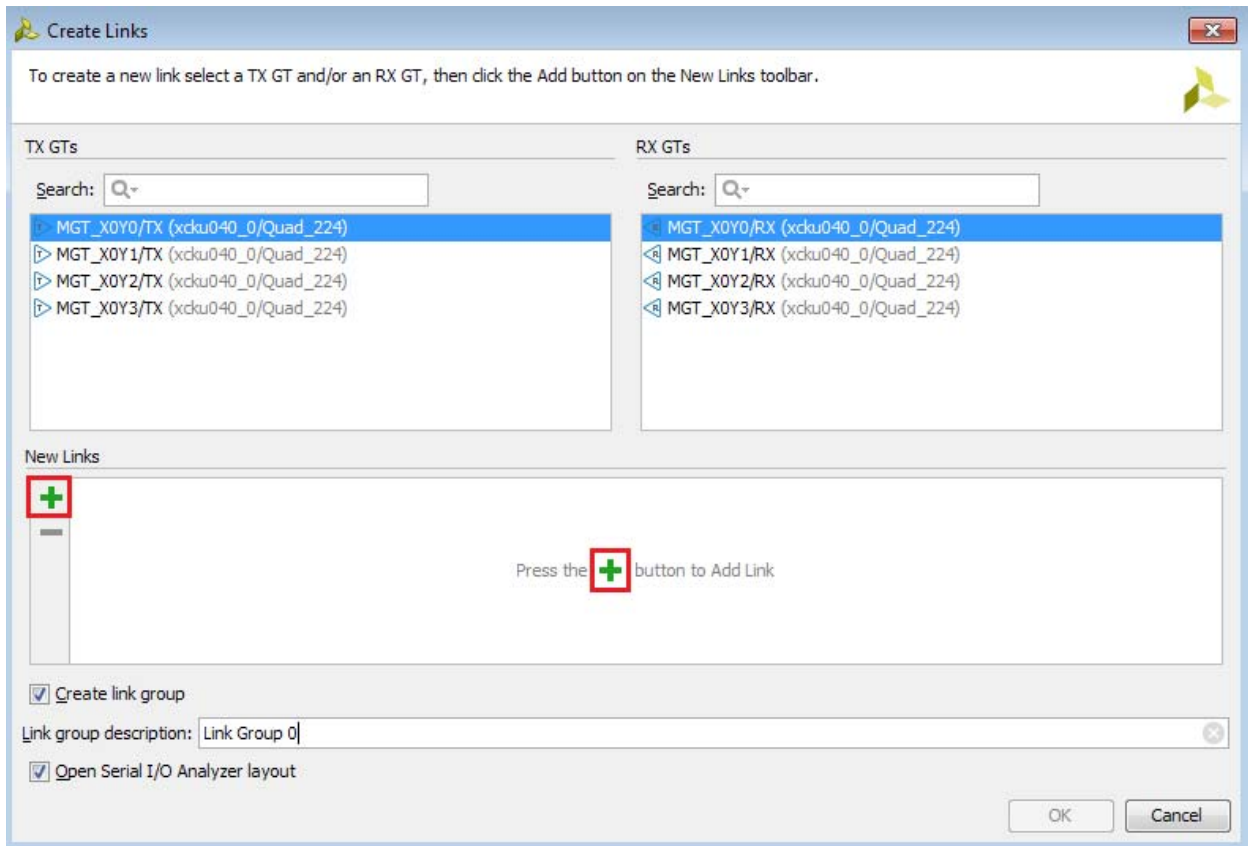 Create Links
To create a new link select a TX GT and/or an RX GT, then click the Add button on the New Links toolbar.
TX GTs
Search:
MGT_X0Y0/TX (xcku040_0/Quad_224)
MGT_X0Y1/TX (xcku040_0/Quad_224)
MGT_X0Y2/TX (xcku040_0/Quad_224)
MGT_X0Y3/TX (xcku040_0/Quad_224)
RX GTs
Search:
MGT_X0Y0/RX (xcku040_0/Quad_224)
MGT_X0Y1/RX (xcku040_0/Quad_224)
MGT_X0Y2/RX (xcku040_0/Quad_224)
MGT_X0Y3/RX (xcku040_0/Quad_224)
New Links
Press the + button to Add Link
Create link group
Link group description: Link Group 0
Open Serial I/O Analyzer layout
OK Cancel